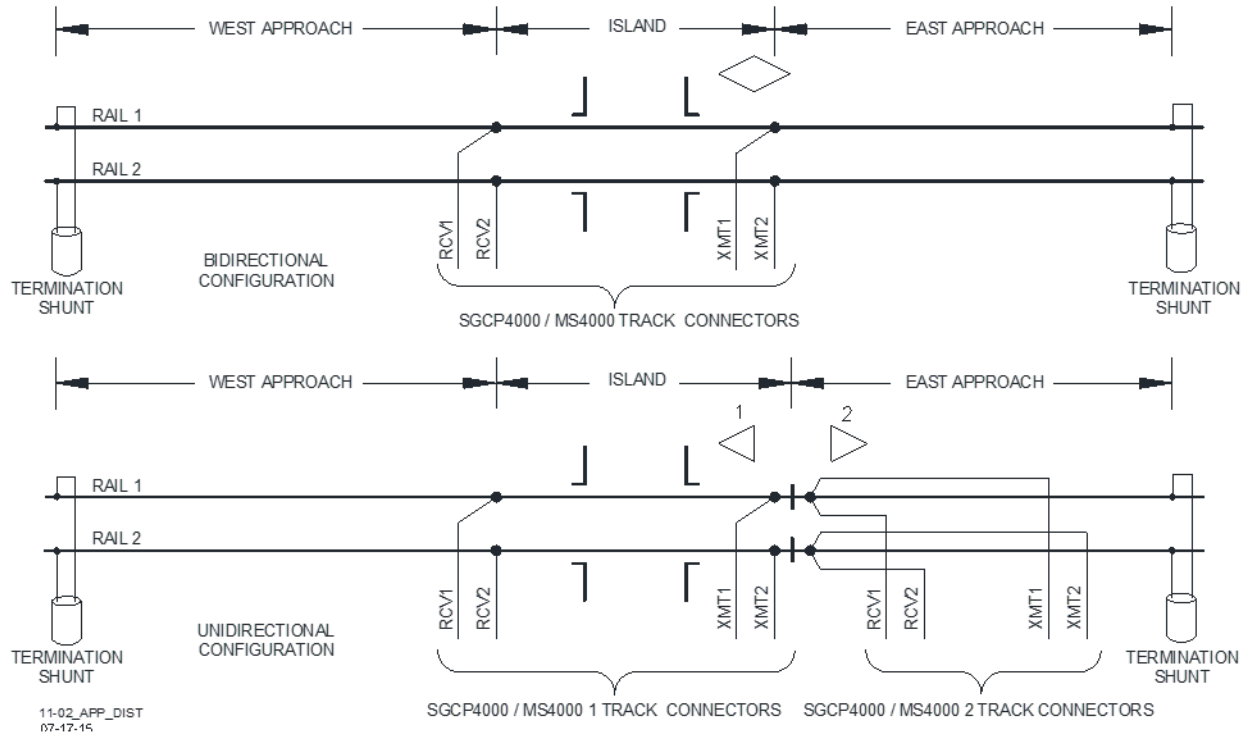 WEST APPROACH ISLAND EAST APPROACH
RAIL 1
RAIL 2
RCV1 RCV2 XMT1 XMT2
BIDIRECTIONAL
CONFIGURATION
TERMINATION
SHUNT
TERMINATION
SHUNT
SGCP4000 / MS4000 TRACK CONNECTORS
WEST APPROACH ISLAND EAST APPROACH
1 2
RAIL 1
RAIL 2
RCV1 RCV2 XMT1 XMT2 RCV1 RCV2 XMT1 XMT2
UNIDIRECTIONAL
CONFIGURATION
TERMINATION
SHUNT
TERMINATION
SHUNT
SGCP4000 / MS4000 1 TRACK CONNECTORS SGCP4000 / MS4000 2 TRACK CONNECTORS
11-02_APP_DIST
07-17-15